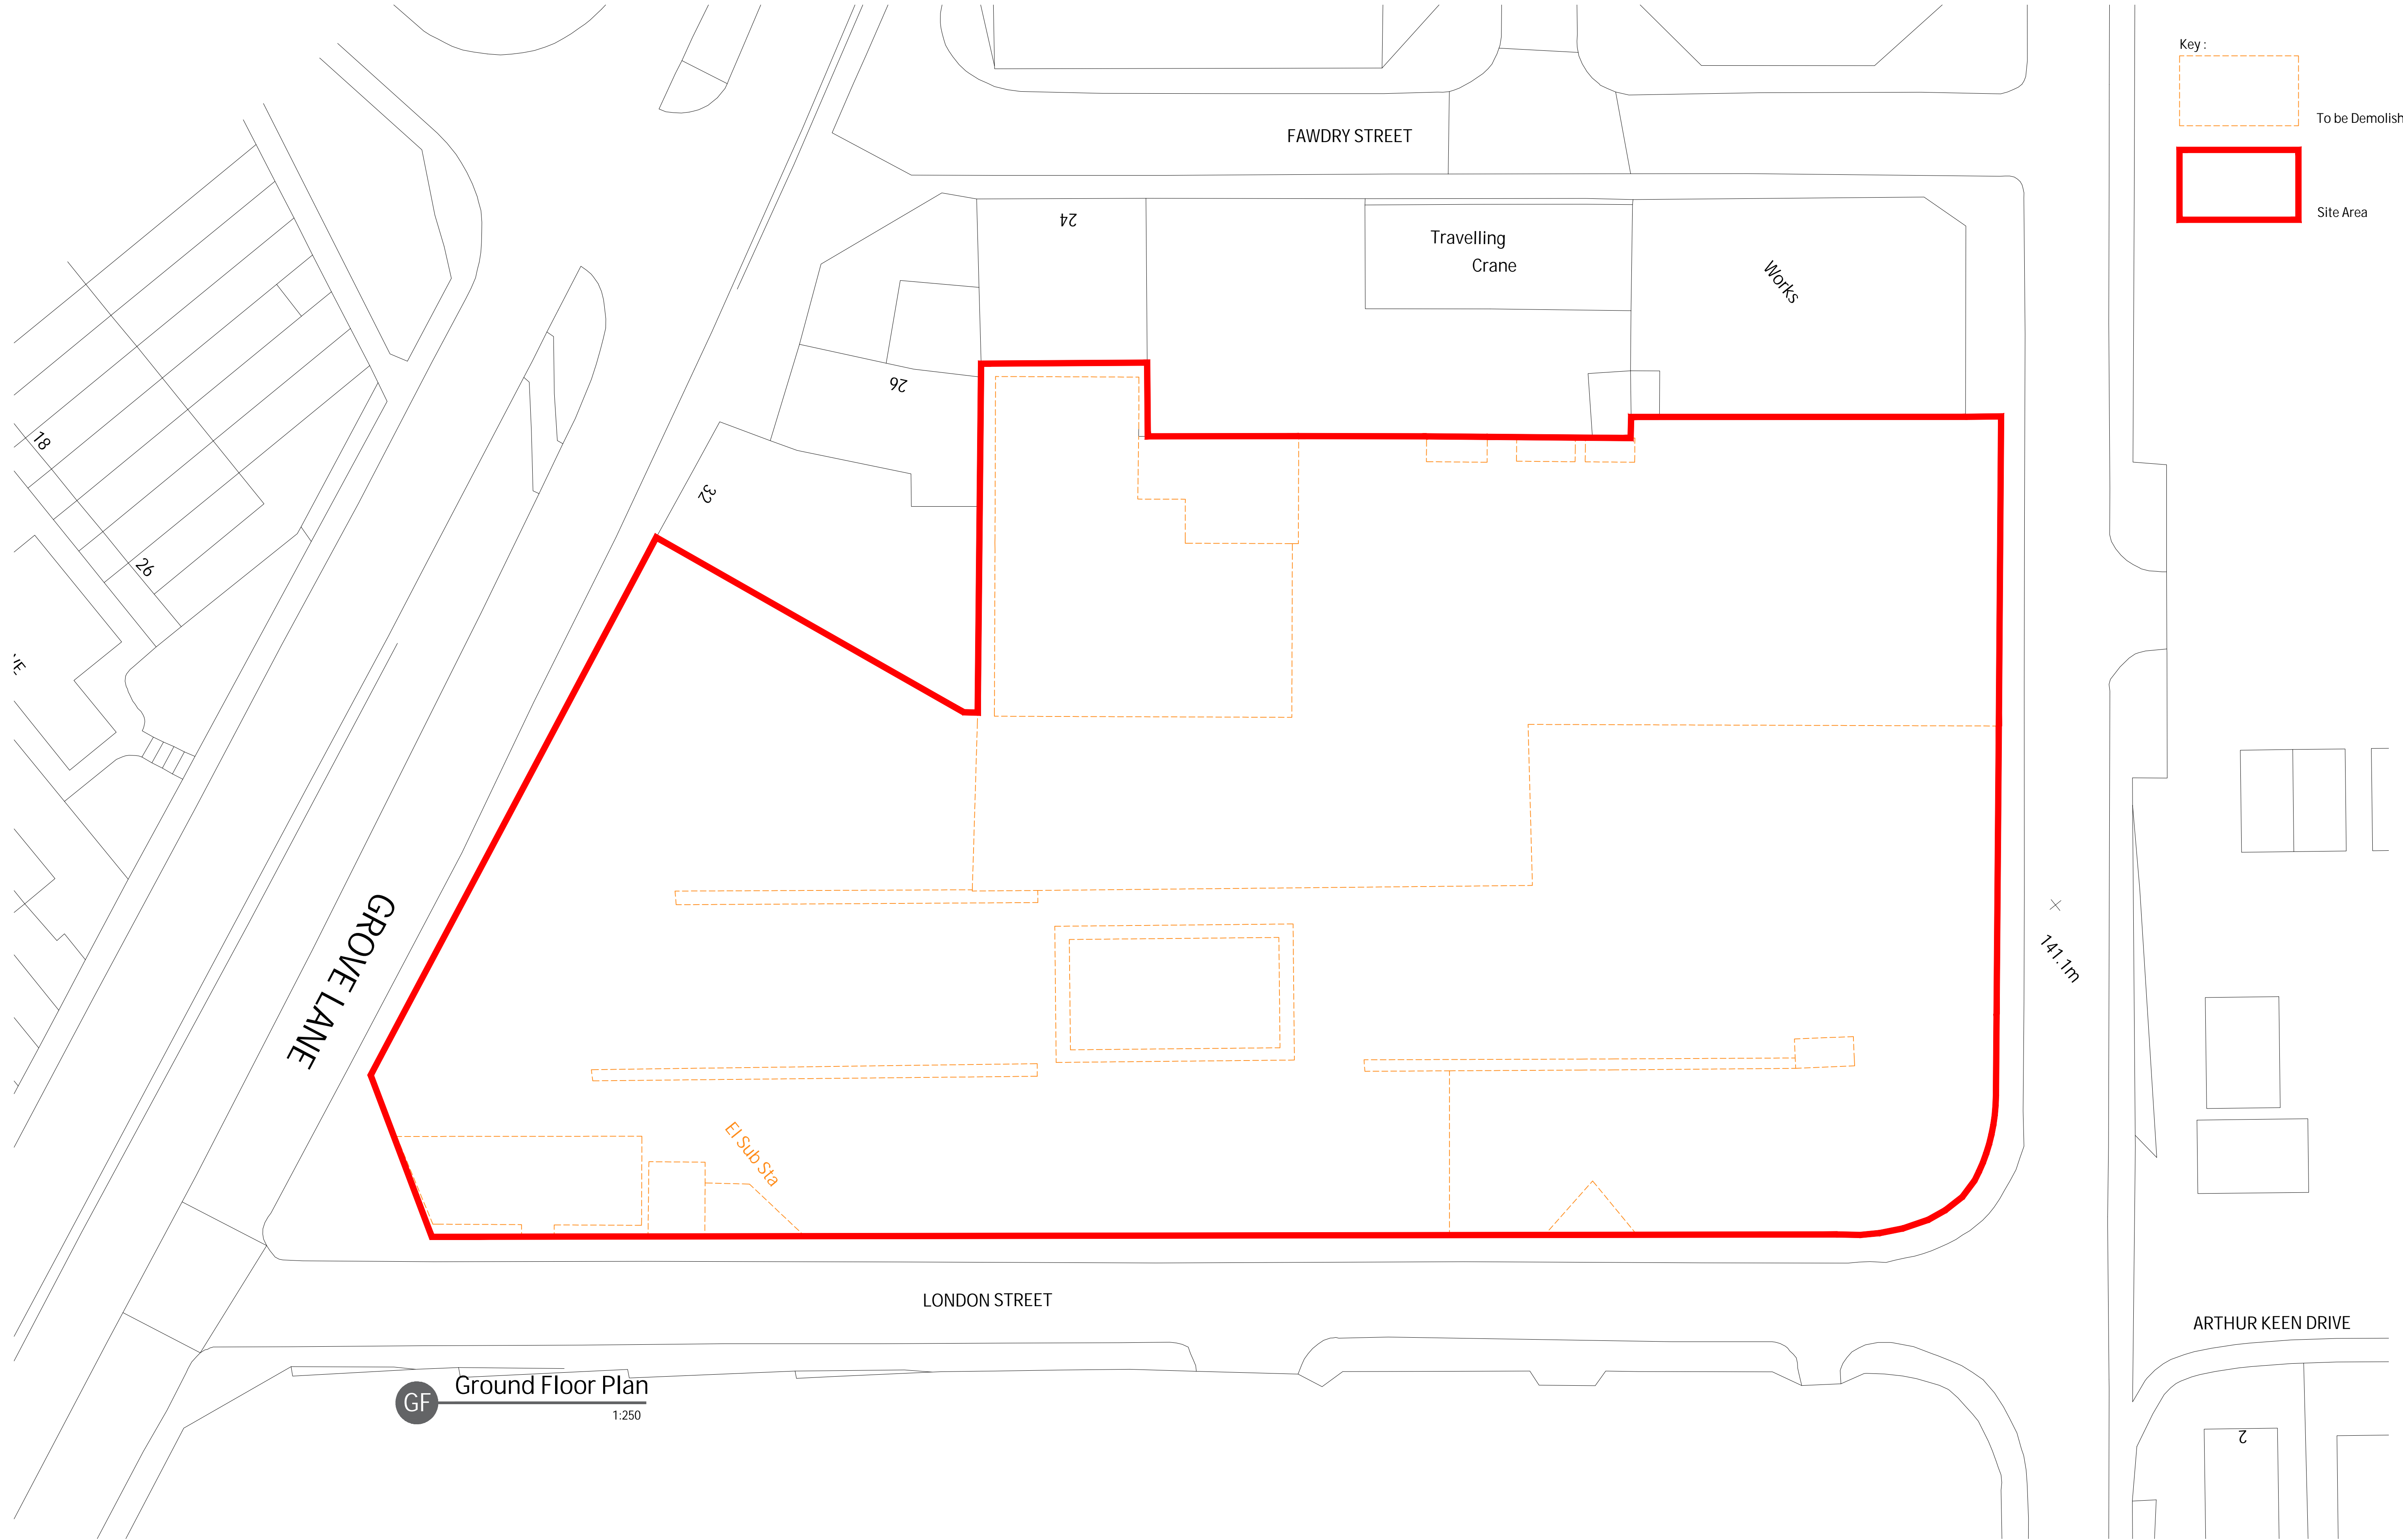 Key :
To be Demolish
Site Area
FAWDRY STREET
24
Travelling
Crane
Works
26
18
32
26
VE
GROVE LANE
141.1m
El Sub Sta
LONDON STREET
ARTHUR KEEN DRIVE
GF
Ground Floor Plan
1:250
2